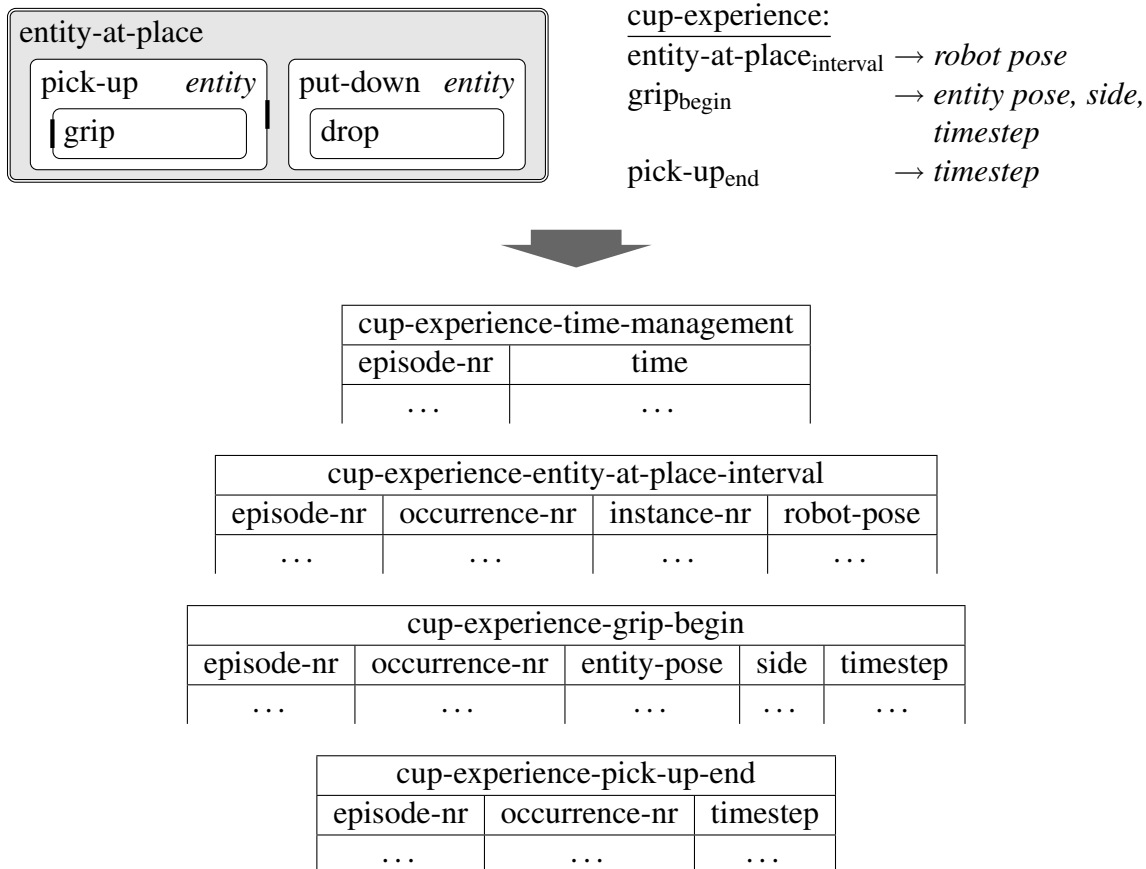 entity-at-place
pick-up entity
put-down entity
grip
drop
cup-experience:
entity-at-place_interval → robot pose
grip_begin → entity pose, side,
timestep
pick-up_end → timestep
cup-experience-time-management
episode-nr time
... ...
cup-experience-entity-at-place-interval
episode-nr occurrence-nr instance-nr robot-pose
... ... ... ...
cup-experience-grip-begin
episode-nr occurrence-nr entity-pose side timestep
... ... ... ... ...
cup-experience-pick-up-end
episode-nr occurrence-nr timestep
... ... ...